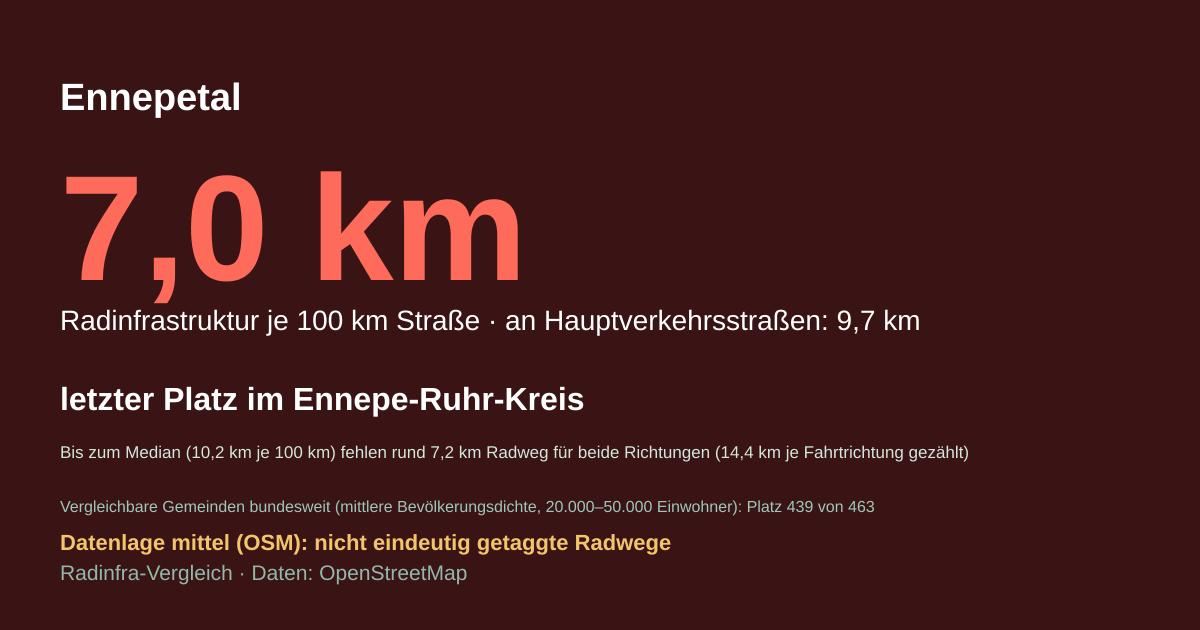 Ennepetal
7,0 km
Radinfrastruktur je 100 km Straße · an Hauptverkehrsstraßen: 9,7 km
letzter Platz im Ennepe-Ruhr-Kreis
Bis zum Median (10,2 km je 100 km) fehlen rund 7,2 km Radweg für beide Richtungen (14,4 km je Fahrtrichtung gezählt)
Vergleichbare Gemeinden bundesweit (mittlere Bevölkerungsdichte, 20.000–50.000 Einwohner): Platz 439 von 463
Datenlage mittel (OSM): nicht eindeutig getaggte Radwege
Radinfra-Vergleich · Daten: OpenStreetMap